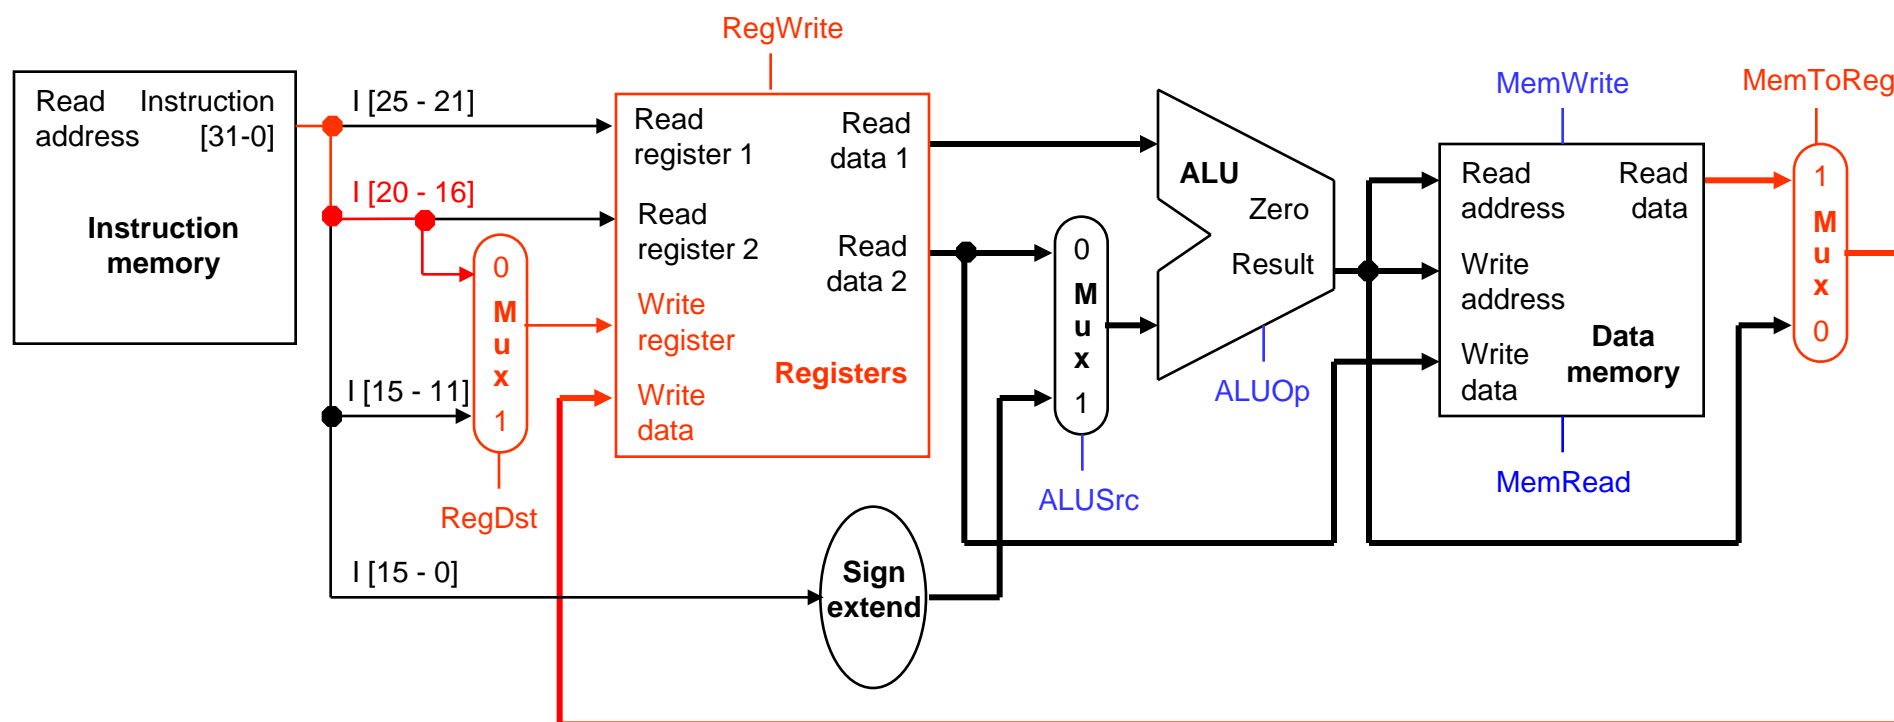 RegWrite
Read Instruction
address [31-0]
Instruction
memory
I [25 - 21]
I [20 - 16]
I [15 - 11]
I [15 - 0]
0
M
u
x
1
RegDst
Read
register 1
Read
register 2
Write
register
Write
data
Read
data 1
Read
data 2
Registers
Sign
extend
0
M
u
x
1
ALUSrc
ALU
Zero
Result
ALUOp
MemWrite
Read
address
Write
address
Write
data
Read
data
Data
memory
MemRead
MemToReg
1
M
u
x
0